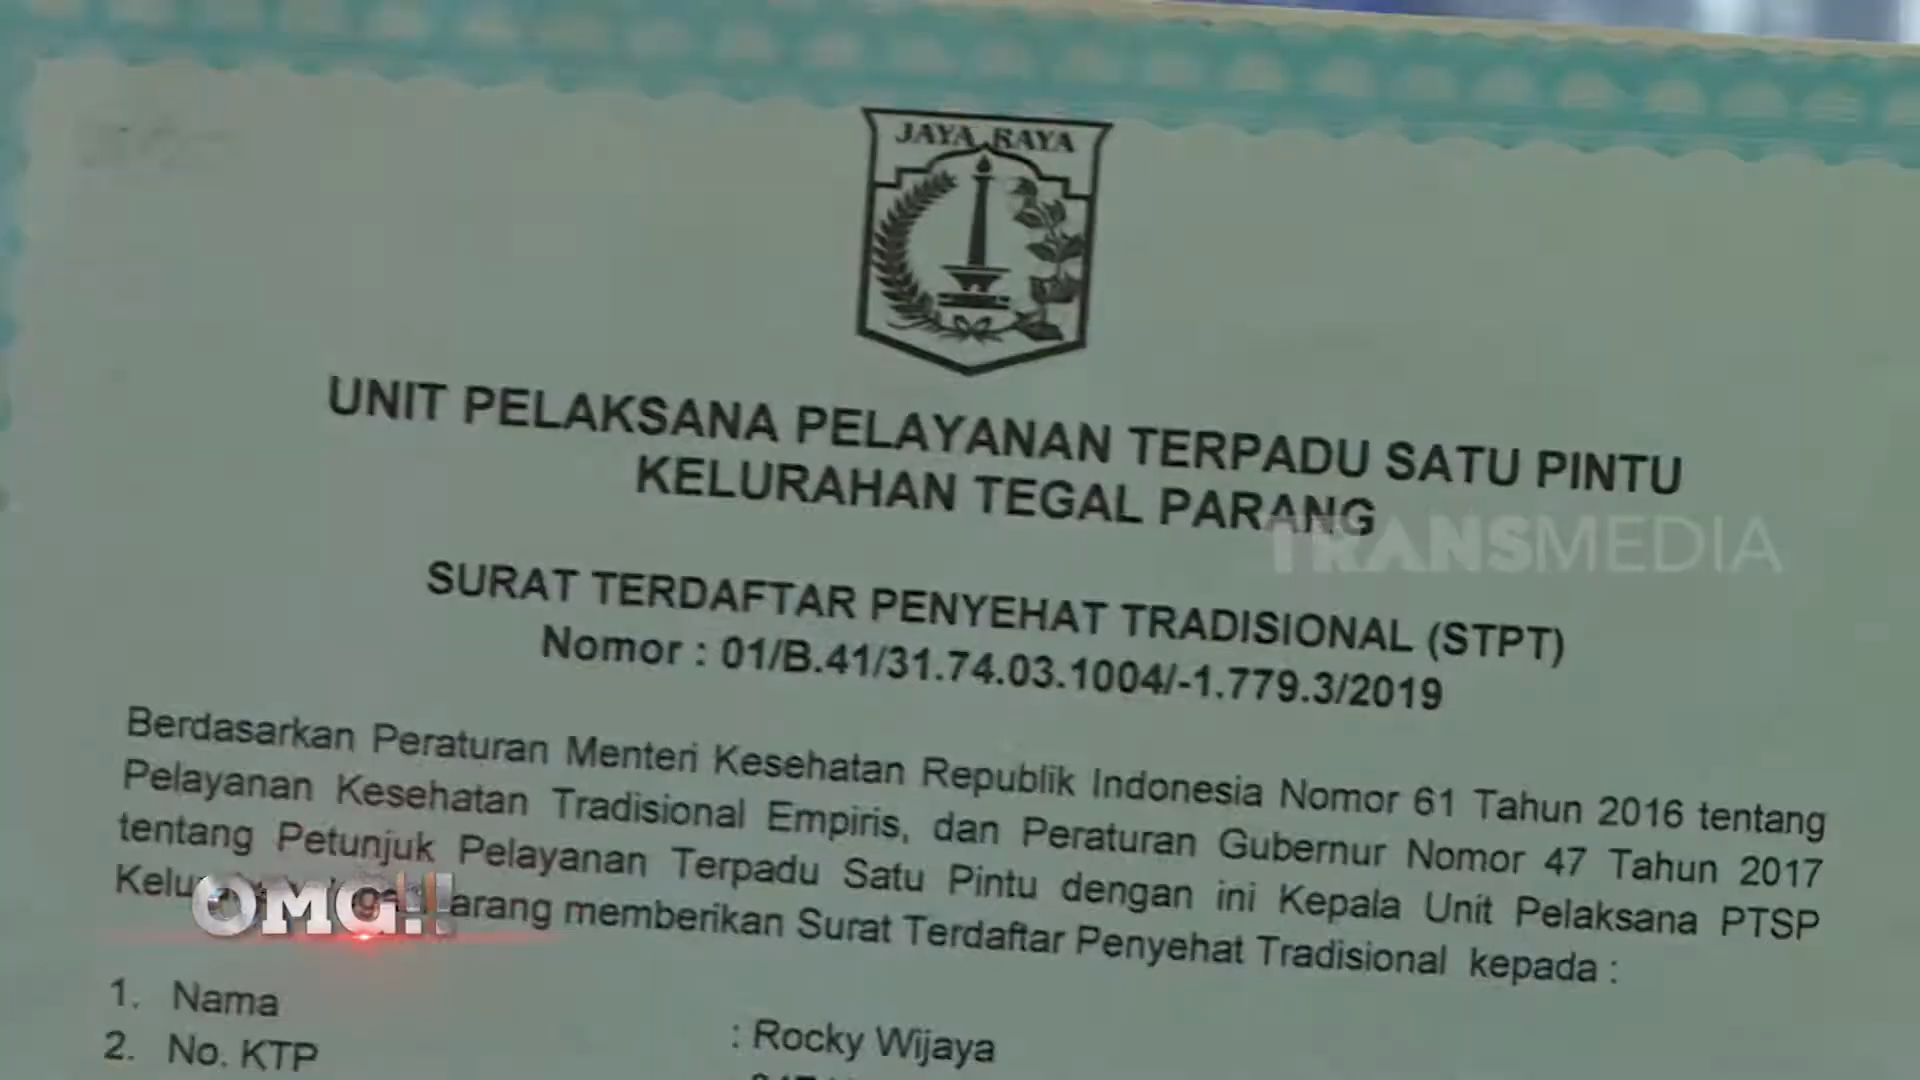 JAYA RAYA
UNIT PELAKSANA PELAYANAN TERPADU SATU PINTU
KELURAHAN TEGAL PARANG
TRANSMEDIA
SURAT TERDAFTAR PENYEHAT TRADISIONAL (STPT)
Nomor : 01/B.41/31.74.03.1004/-1.779.3/2019
Berdasarkan Peraturan Menteri Kesehatan Republik Indonesia Nomor 61 Tahun 2016 tentang
Pelayanan Kesehatan Tradisional Empiris, dan Peraturan Gubernur Nomor 47 Tahun 2017
tentang Petunjuk Pelayanan Terpadu Satu Pintu dengan ini Kepala Unit Pelaksana PTSP
arang memberikan Surat Terdaftar Penyehat Tradisional kepada :
OMG!!
1. Nama : Rocky Wijaya
2. No. KTP :